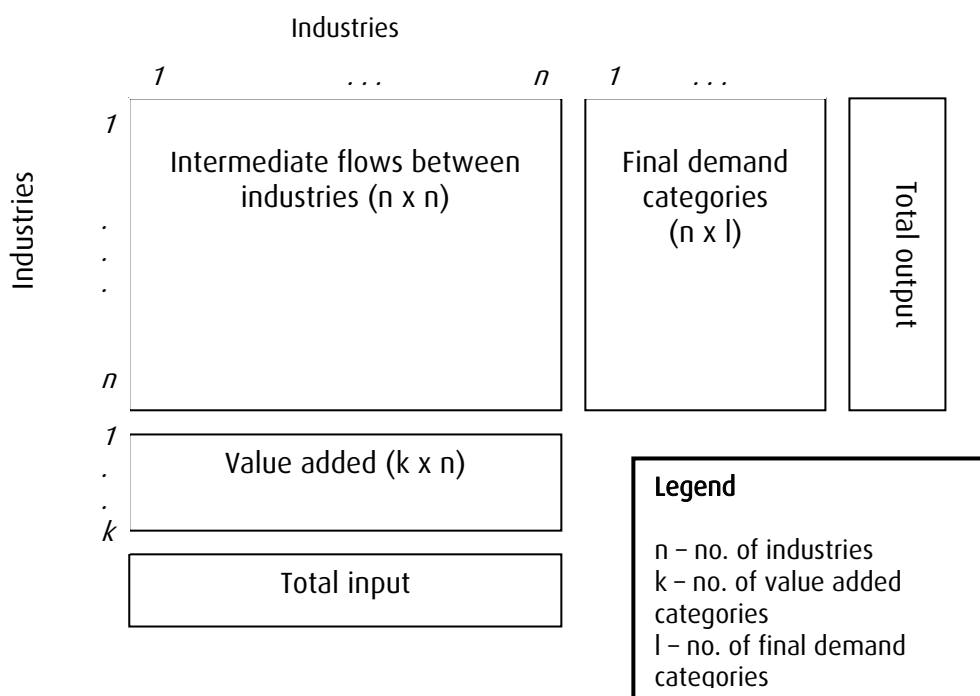 Industries
1 . . . n 1 . . .
Industries
1
.
.
.
n
Intermediate flows between
industries (n x n)
Final demand
categories
(n x l)
Total output
1
.
.
k
Value added (k x n)
Total input
Legend
n – no. of industries
k – no. of value added
categories
l – no. of final demand
categories